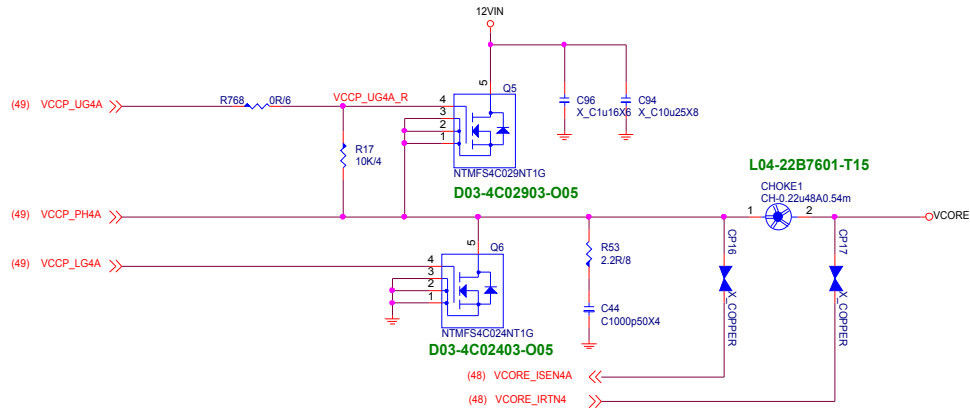 12VIN
5
Q5
(49) VCCP_UG4A
R768
0R/6
VCCP_UG4A_R
4
3
2
1
C96
X_C1u16X6
C94
X_C10u25X8
R17
10K/4
NTMFS4C029NT1G
D03-4C02903-O05
L04-22B7601-T15
CHOKE1
CH-0.22u48A0.54m
(49) VCCP_PH4A
1
2
VCORE
5
Q6
(49) VCCP_LG4A
4
3
2
1
R53
2.2R/8
CP16
X_COPPER
CP17
X_COPPER
C44
C1000p50X4
NTMFS4C024NT1G
D03-4C02403-O05
(48) VCORE_ISEN4A
(48) VCORE_IRTN4